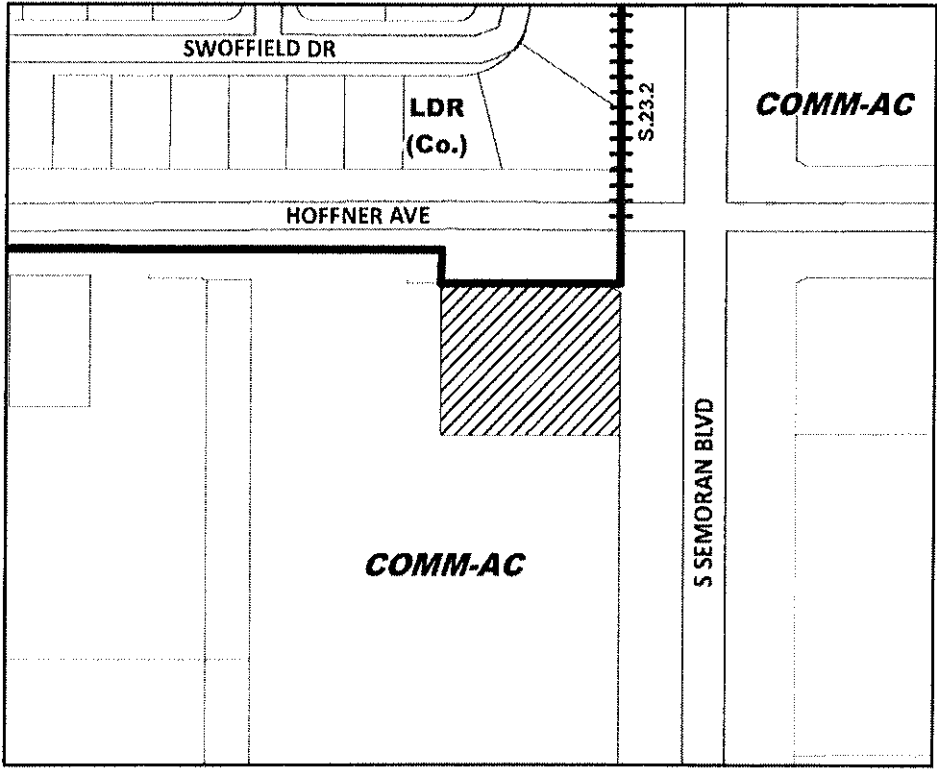 SWOFFIELD DR
LDR
(Co.)
S.23.2
COMM-AC
HOFFNER AVE
COMM-AC
S SEMORAN BLVD